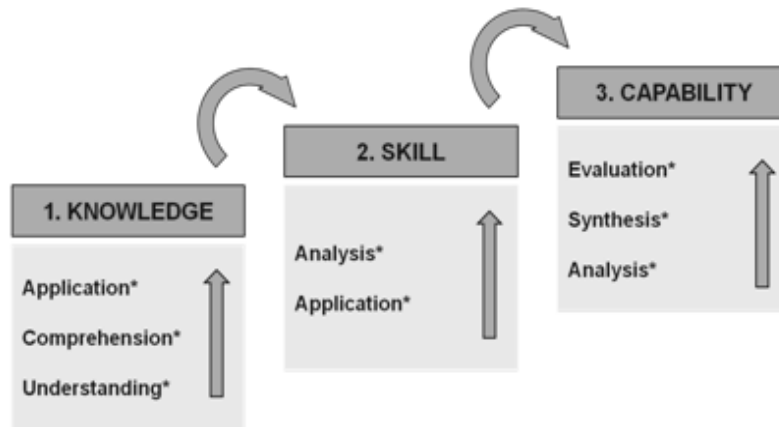 1. KNOWLEDGE
Application*
Comprehension*
Understanding*
2. SKILL
Analysis*
Application*
3. CAPABILITY
Evaluation*
Synthesis*
Analysis*